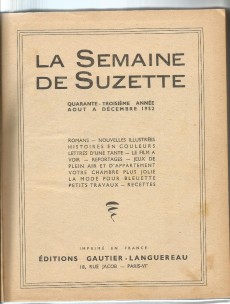 LA SEMAINE
DE SUZETTE
QUARANTE-TROISIÈME ANNÉE
AOUT A DÉCEMBRE 1952
ROMANS — NOUVELLES ILLUSTRÉES
HISTOIRES EN COULEURS
LETTRES D'UNE TANTE — LE FILM A
VOIR — REPORTAGES — JEUX DE
PLEIN AIR ET D'APPARTEMENT
VOTRE CHAMBRE PLUS JOLIE
LA MODE POUR BLEUETTE
PETITS TRAVAUX — RECETTES
IMPRIMÉ EN FRANCE
ÉDITIONS GAUTIER-LANGUEREAU
18, RUE JACOB — PARIS-VIᵉ